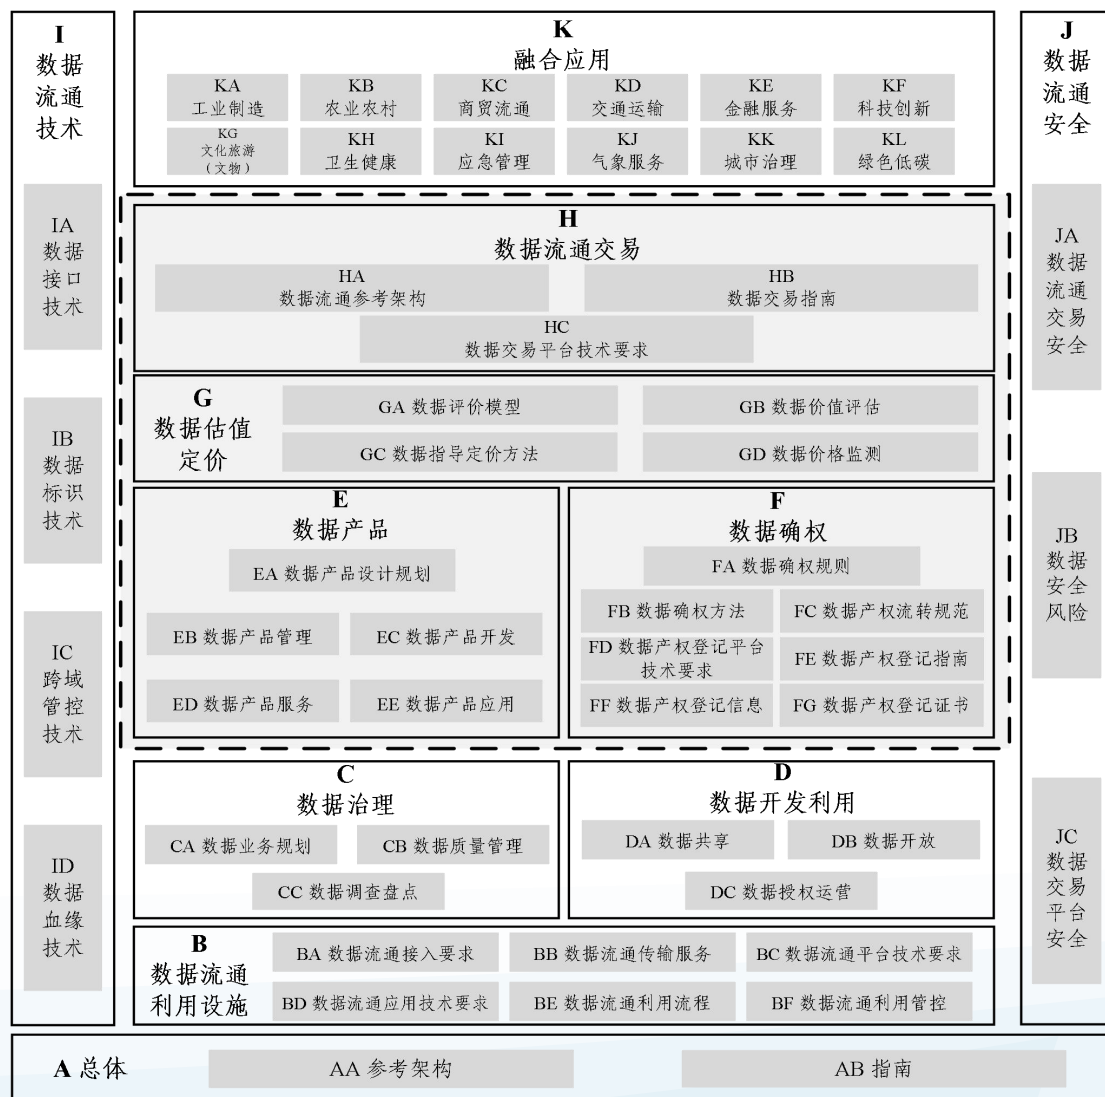 I
数据
流通
技术
IA
数据
接口
技术
IB
数据
标识
技术
IC
跨域
管控
技术
ID
数据
血缘
技术
K
融合应用
KA
工业制造
KB
农业农村
KC
商贸流通
KD
交通运输
KE
金融服务
KF
科技创新
KG
文化旅游
(文物)
KH
卫生健康
KI
应急管理
KJ
气象服务
KK
城市治理
KL
绿色低碳
H
数据流通交易
HA
数据流通参考架构
HB
数据交易指南
HC
数据交易平台技术要求
G
数据估值
定价
GA 数据评价模型
GB 数据价值评估
GC 数据指导定价方法
GD 数据价格监测
E
数据产品
EA 数据产品设计规划
EB 数据产品管理
EC 数据产品开发
ED 数据产品服务
EE 数据产品应用
F
数据确权
FA 数据确权规则
FB 数据确权方法
FC 数据产权流转规范
FD 数据产权登记平台
技术要求
FE 数据产权登记指南
FF 数据产权登记信息
FG 数据产权登记证书
C
数据治理
CA 数据业务规划
CB 数据质量管理
CC 数据调查盘点
D
数据开发利用
DA 数据共享
DB 数据开放
DC 数据授权运营
B
数据流通
利用设施
BA 数据流通接入要求
BB 数据流通传输服务
BC 数据流通平台技术要求
BD 数据流通应用技术要求
BE 数据流通利用流程
BF 数据流通利用管控
J
数据
流通
安全
JA
数据
流通
交易
安全
JB
数据
安全
风险
JC
数据
交易
平台
安全
A 总体
AA 参考架构
AB 指南